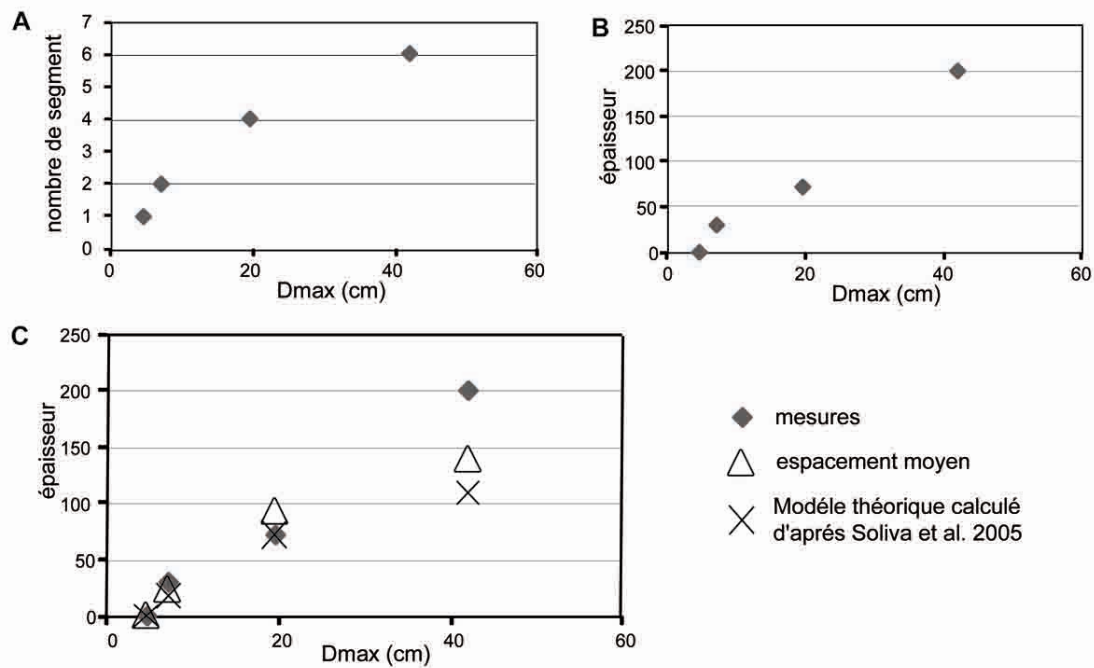 A
nombre de segment
7
6
5
4
3
2
1
0
0 20 40 60
Dmax (cm)
B
épaisseur
250
200
150
100
50
0
0 20 40 60
Dmax (cm)
C
épaisseur
250
200
150
100
50
0
0 20 40 60
Dmax (cm)
mesures
espacement moyen
Modéle théorique calculé
d'aprés Soliva et al. 2005